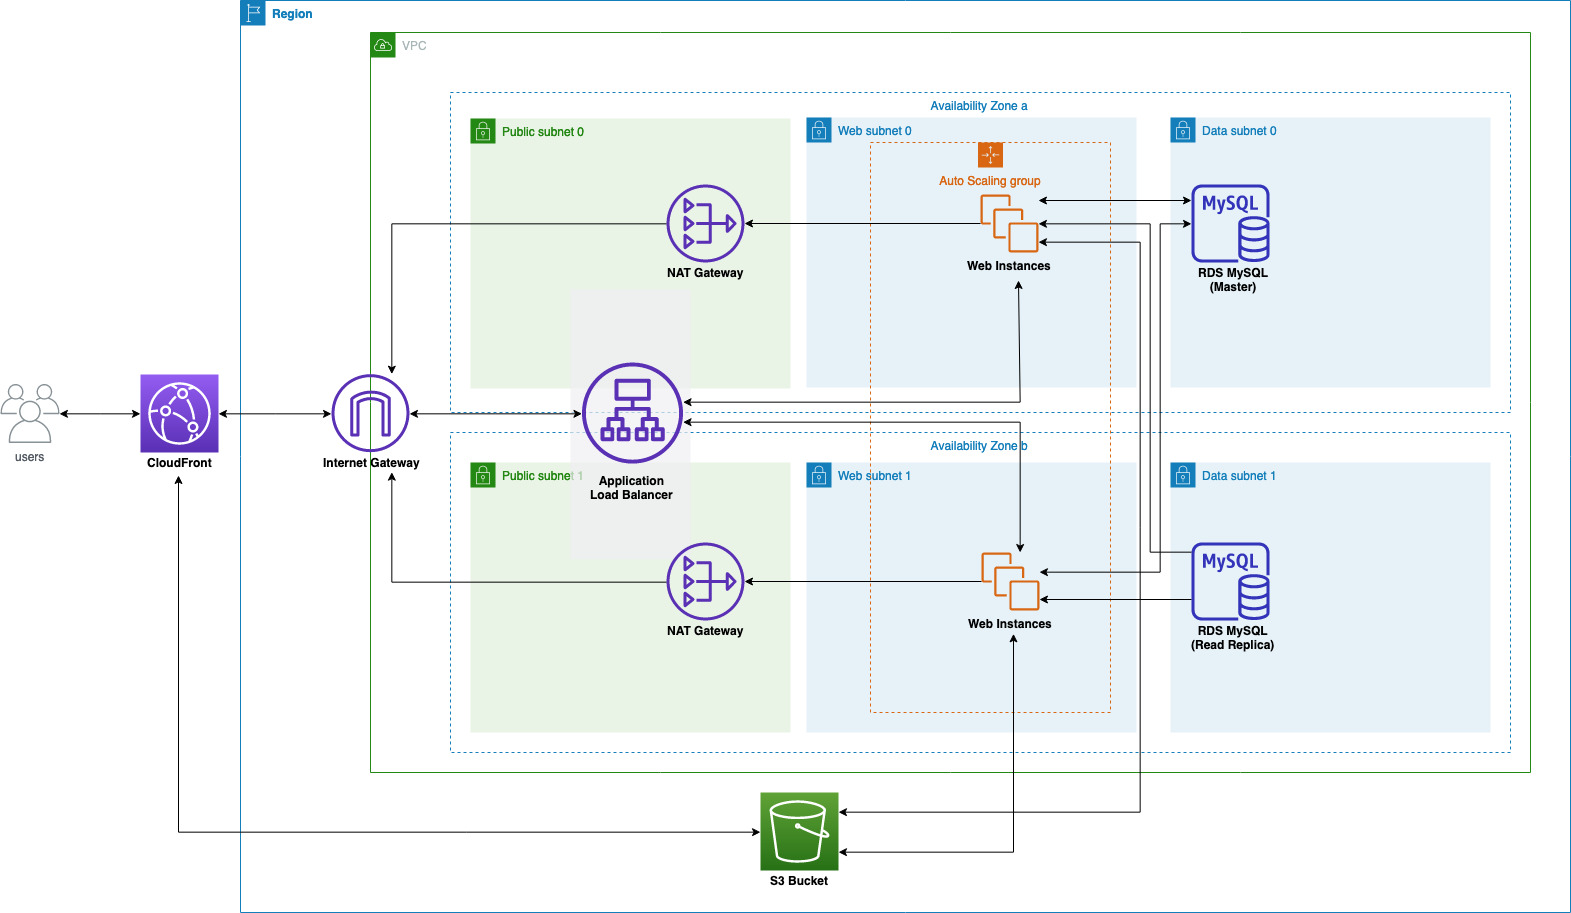 Region
VPC
Availability Zone a
Public subnet 0
Web subnet 0
Data subnet 0
Auto Scaling group
MySQL
NAT Gateway
Web Instances
RDS MySQL
(Master)
users
CloudFront
Internet Gateway
Application
Load Balancer
Availability Zone b
Public subnet 1
Web subnet 1
Data subnet 1
MySQL
NAT Gateway
Web Instances
RDS MySQL
(Read Replica)
S3 Bucket